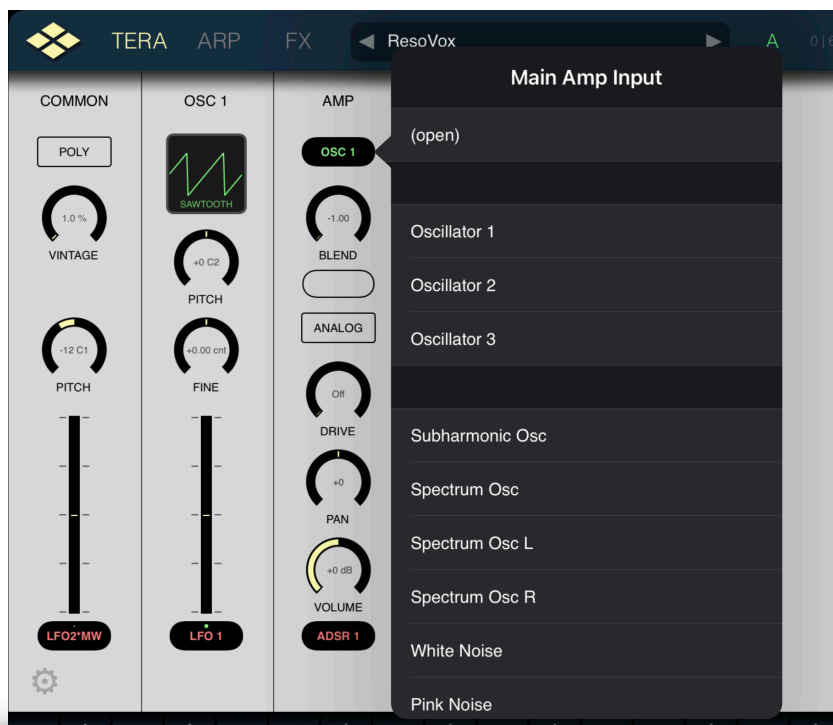 TERA ARP FX ◀ ResoVox ▶ A 0|6
Main Amp Input
COMMON
POLY
1.0 %
VINTAGE
-12 C1
PITCH
LFO2*MW
OSC 1
SAWTOOTH
+0 C2
PITCH
+0.00 cnt
FINE
LFO 1
AMP
OSC 1
-1.00
BLEND
ANALOG
Off
DRIVE
+0
PAN
+0 dB
VOLUME
ADSR 1
(open)
Oscillator 1
Oscillator 2
Oscillator 3
Subharmonic Osc
Spectrum Osc
Spectrum Osc L
Spectrum Osc R
White Noise
Pink Noise